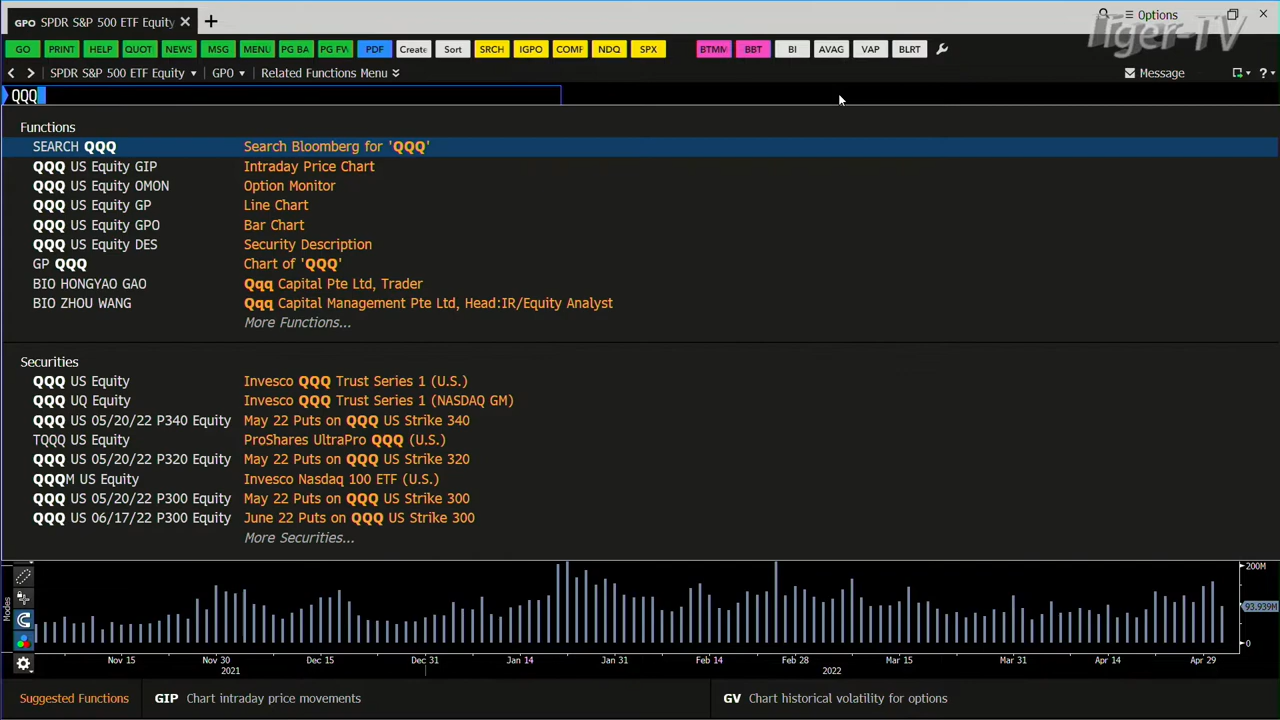 GPO SPDR S&P 500 ETF Equity
Options
Tiger-TV
GO PRINT HELP QUOT NEWS MSG MENU PG BA PG FW PDF Create Sort SRCH IGPO COMF NDQ SPX BTMM BBT BI AVAG VAP BLRT
SPDR S&P 500 ETF Equity GPO Related Functions Menu Message ?
QQQ
Functions
SEARCH QQQ Search Bloomberg for 'QQQ'
QQQ US Equity GIP Intraday Price Chart
QQQ US Equity OMON Option Monitor
QQQ US Equity GP Line Chart
QQQ US Equity GPO Bar Chart
QQQ US Equity DES Security Description
GP QQQ Chart of 'QQQ'
BIO HONGYAO GAO Qqq Capital Pte Ltd, Trader
BIO ZHOU WANG Qqq Capital Management Pte Ltd, Head:IR/Equity Analyst
More Functions...
Securities
QQQ US Equity Invesco QQQ Trust Series 1 (U.S.)
QQQ UQ Equity Invesco QQQ Trust Series 1 (NASDAQ GM)
QQQ US 05/20/22 P340 Equity May 22 Puts on QQQ US Strike 340
TQQQ US Equity ProShares UltraPro QQQ (U.S.)
QQQ US 05/20/22 P320 Equity May 22 Puts on QQQ US Strike 320
QQQM US Equity Invesco Nasdaq 100 ETF (U.S.)
QQQ US 05/20/22 P300 Equity May 22 Puts on QQQ US Strike 300
QQQ US 06/17/22 P300 Equity June 22 Puts on QQQ US Strike 300
More Securities...
200M
Modes
93.939M
0
Nov 15 Nov 30 Dec 15 Dec 31 Jan 14 Jan 31 Feb 14 Feb 28 Mar 15 Mar 31 Apr 14 Apr 29
2021 2022
Suggested Functions GIP Chart intraday price movements GV Chart historical volatility for options